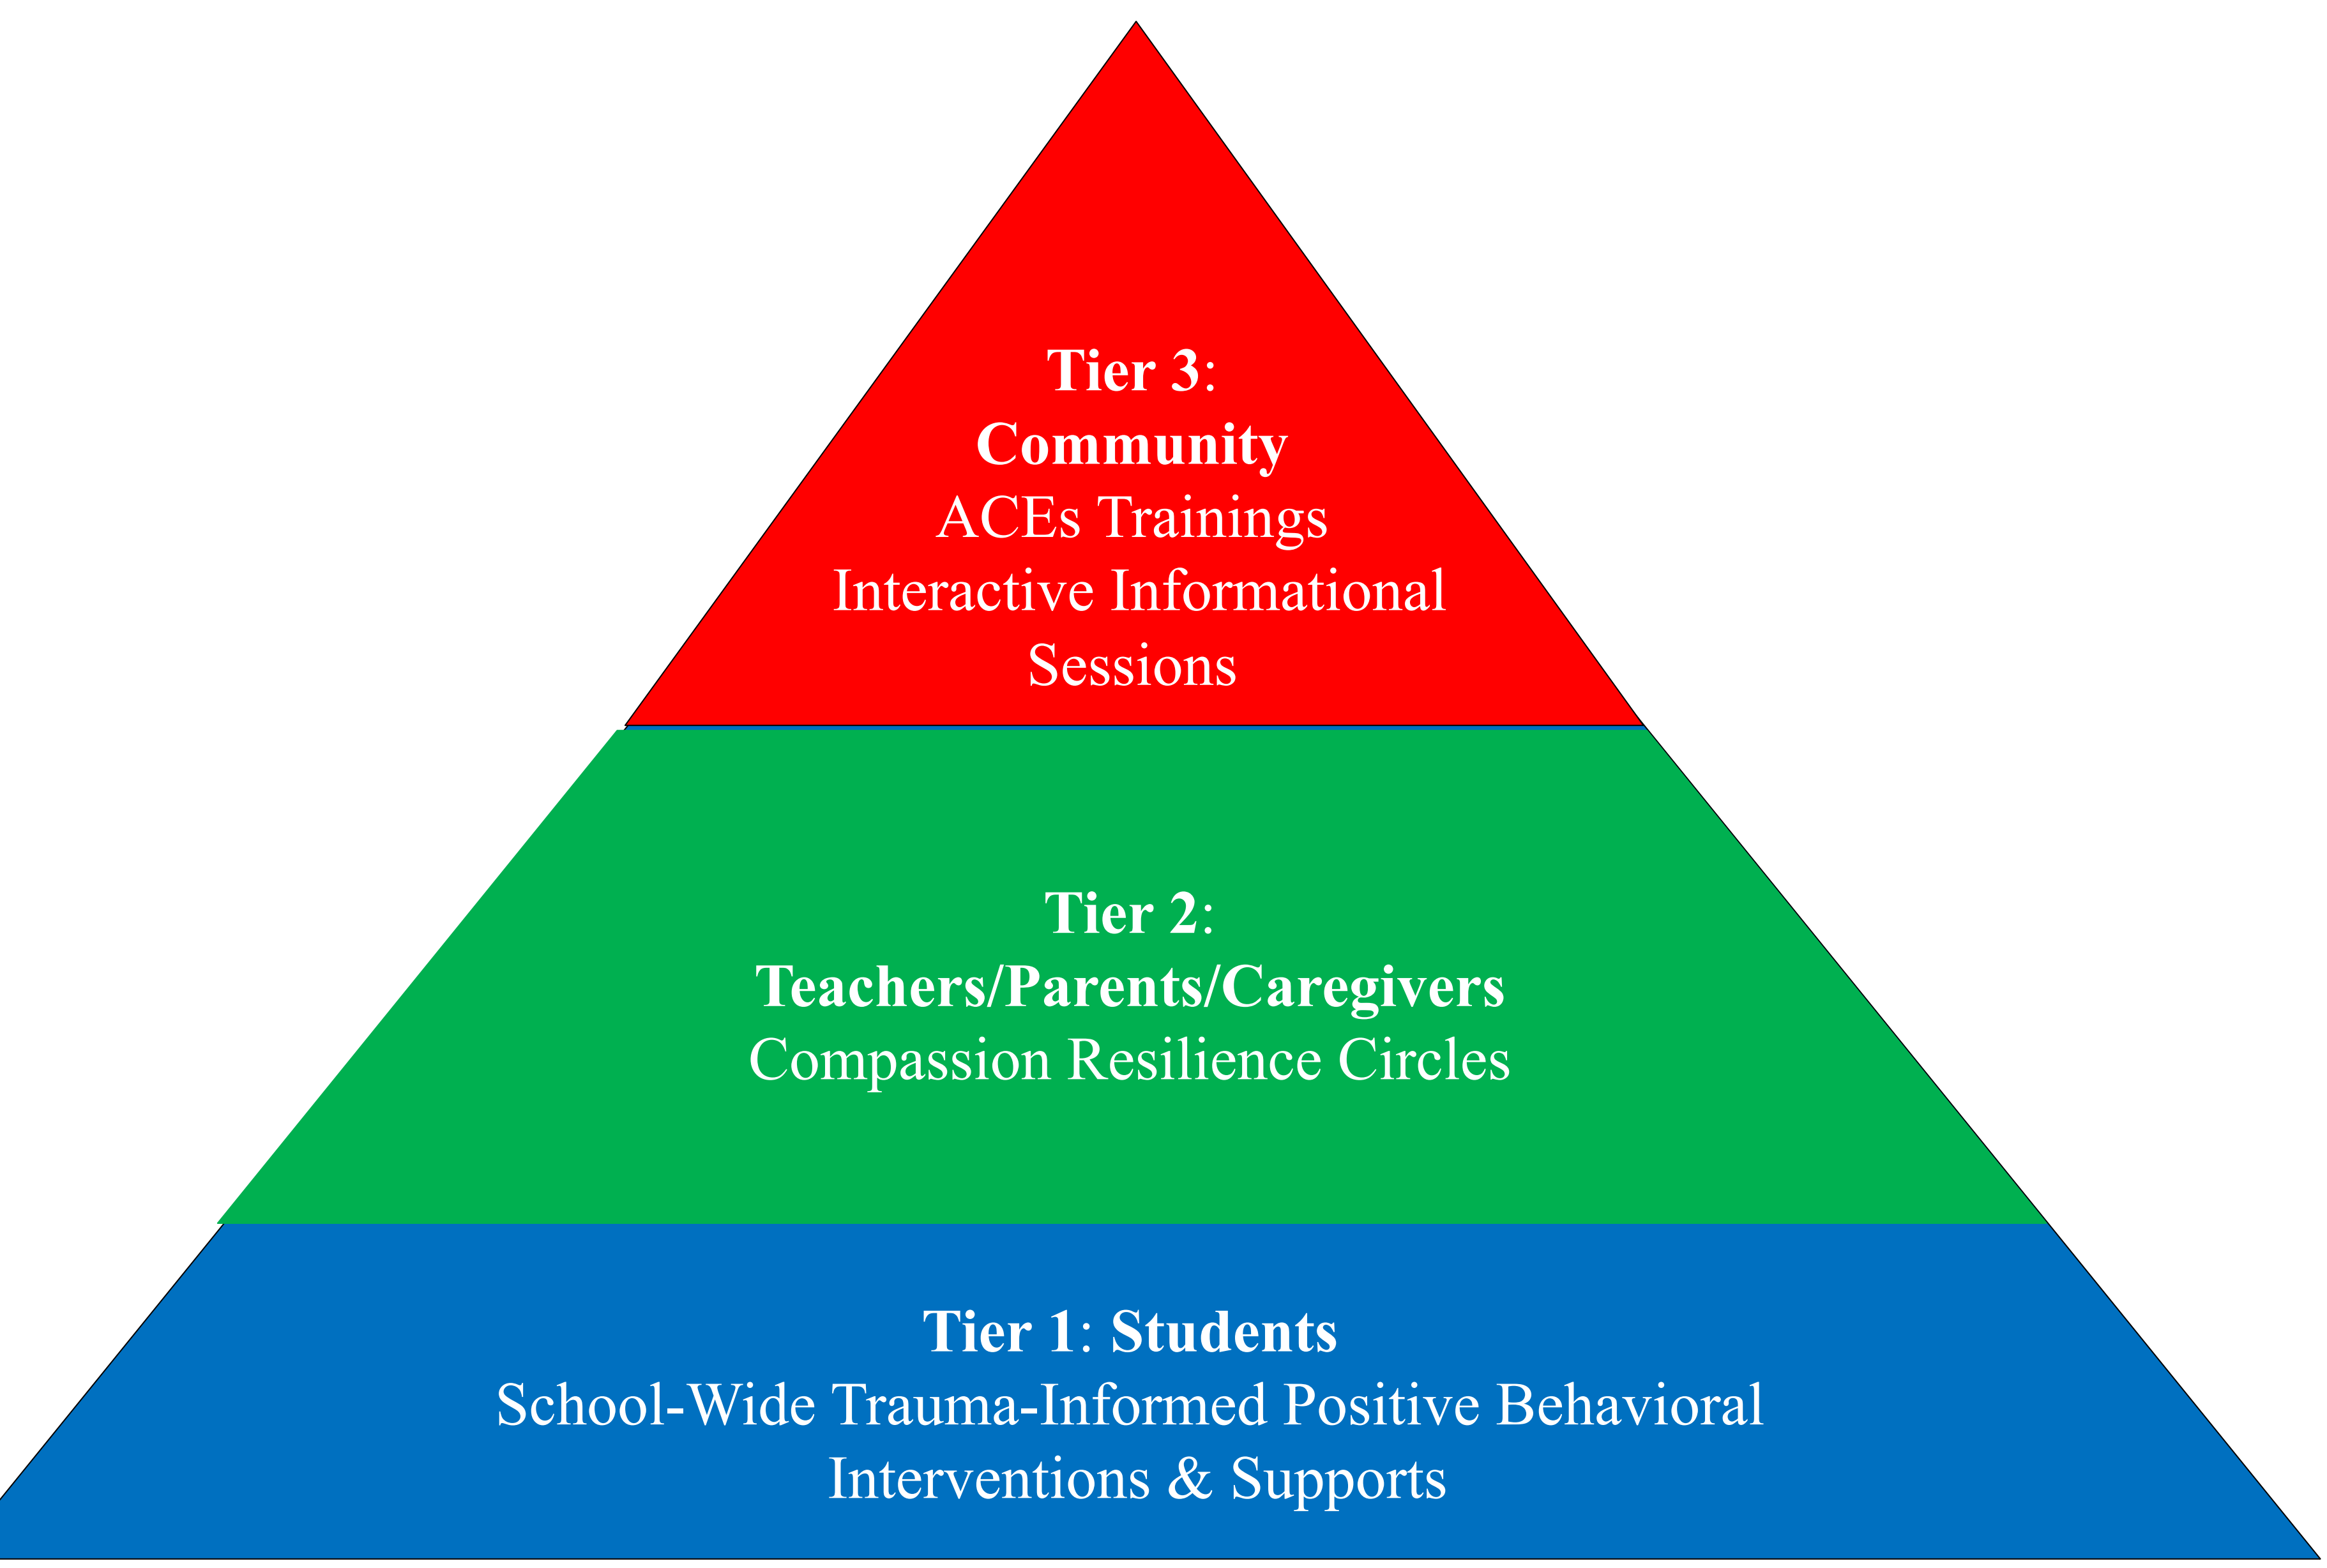 Tier 3:
Community
ACEs Trainings
Interactive Informational
Sessions
Tier 2:
Teachers/Parents/Caregivers
Compassion Resilience Circles
Tier 1: Students
School-Wide Trauma-Informed Positive Behavioral
Interventions & Supports